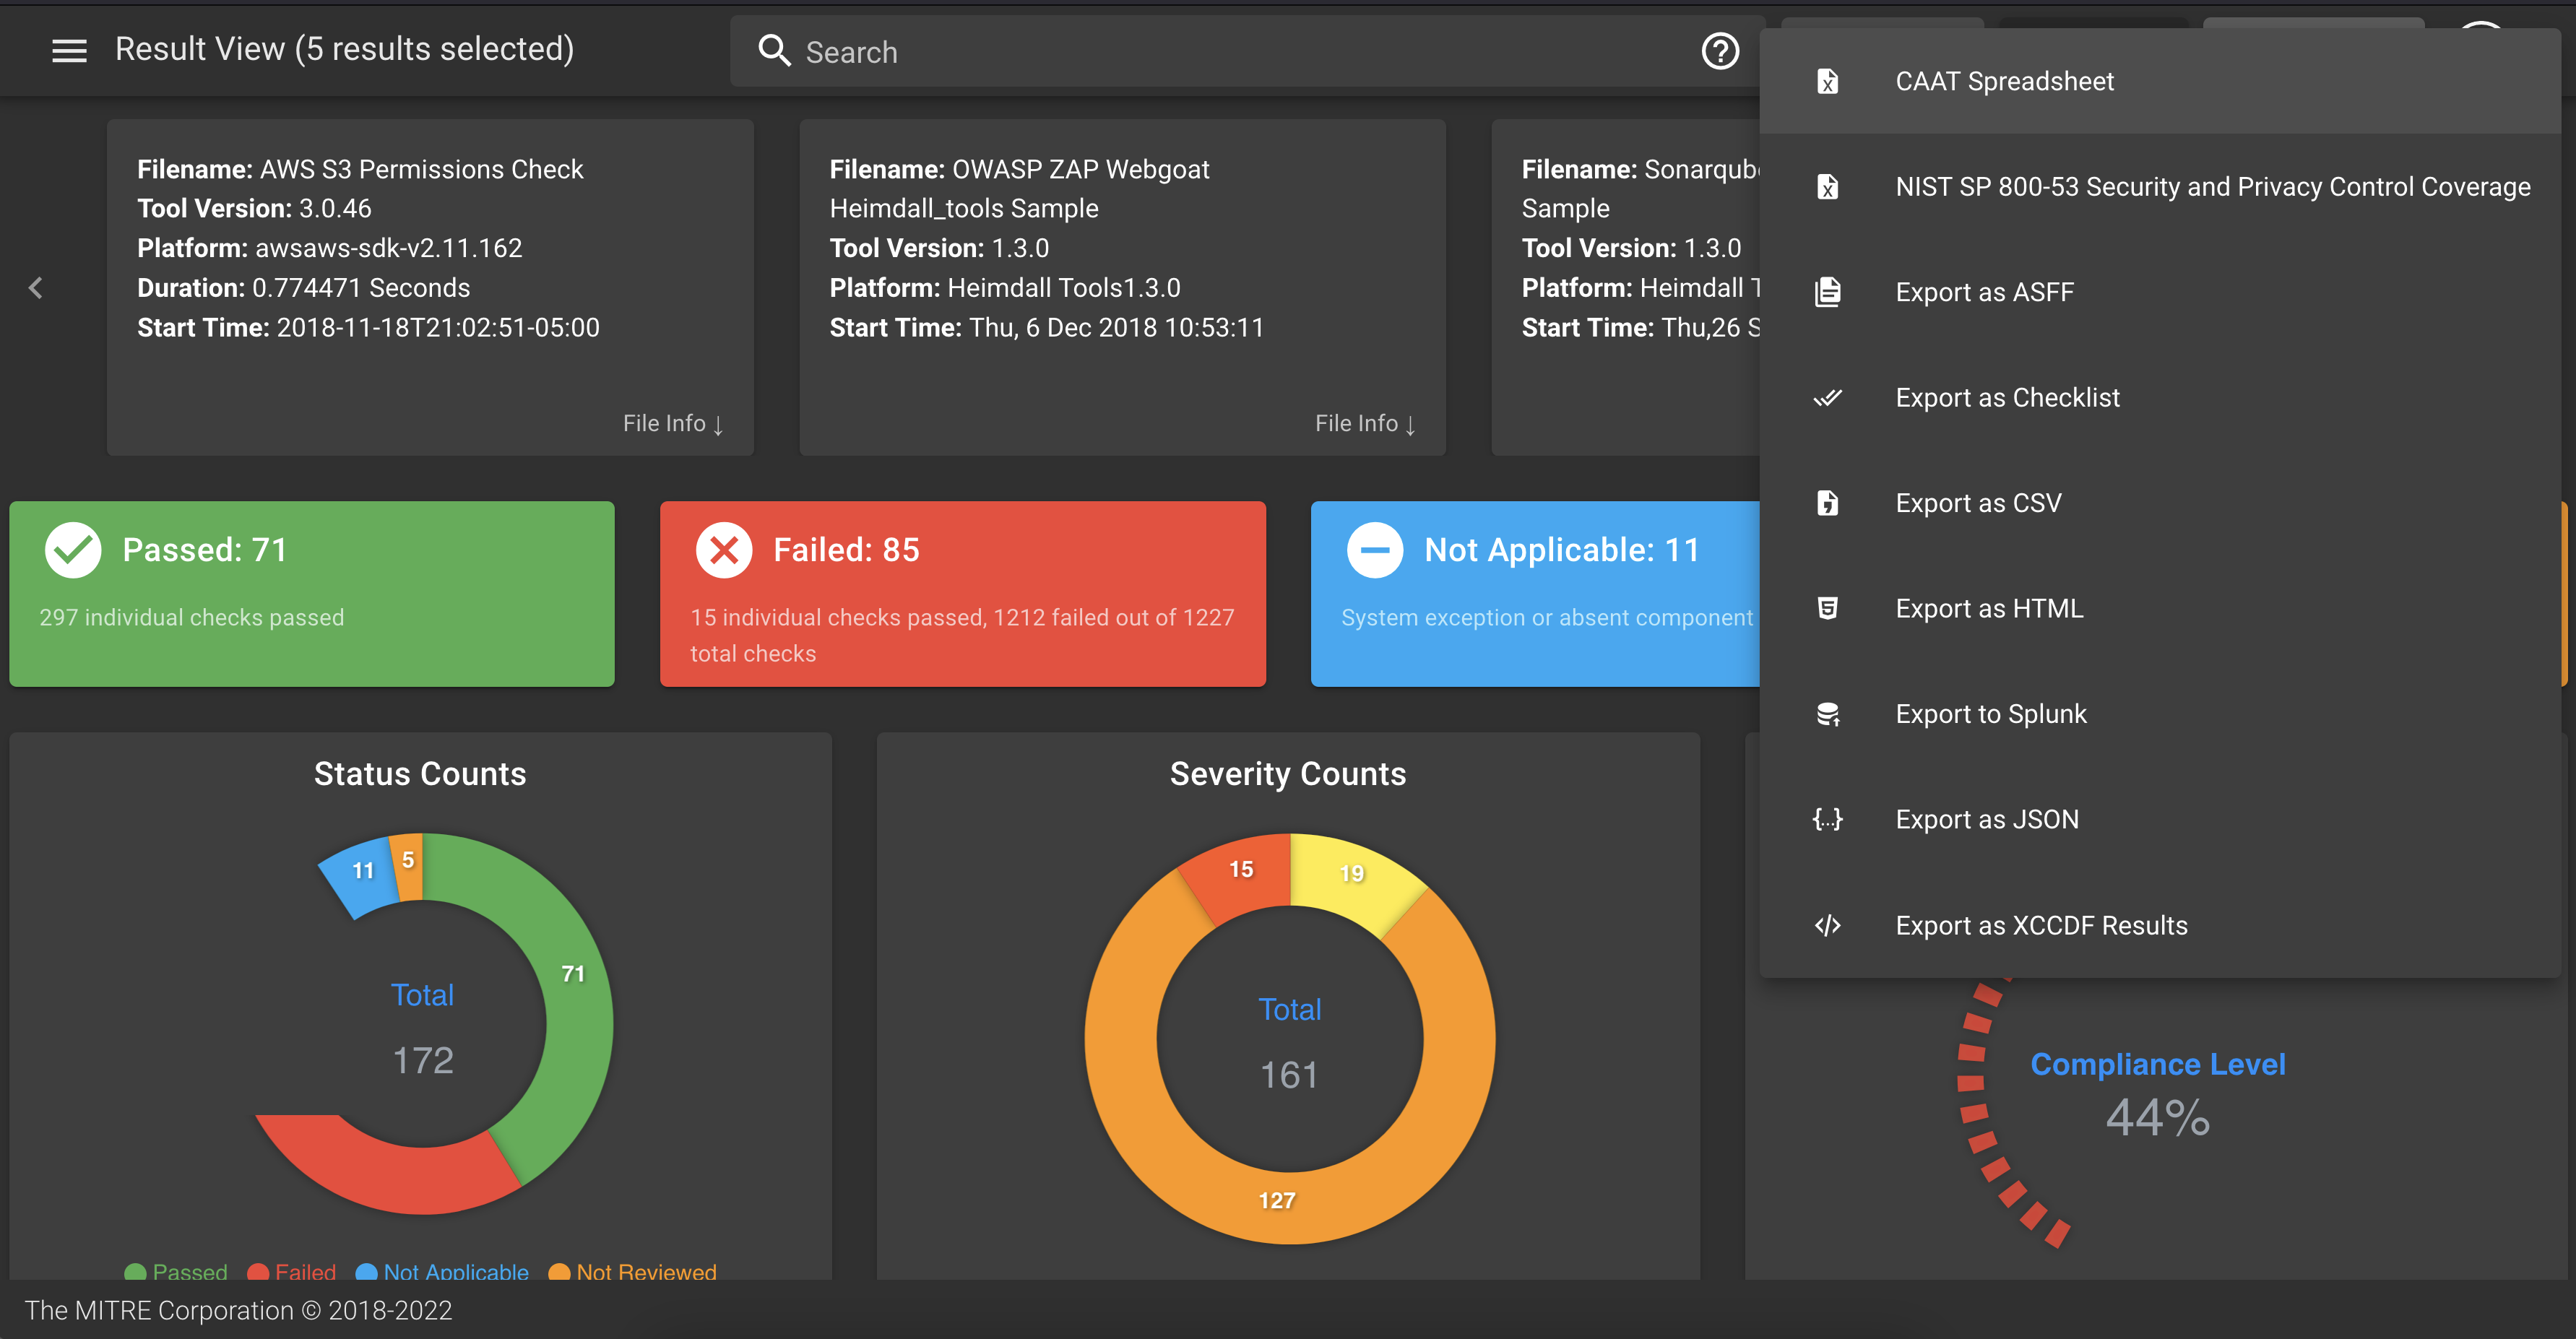 Result View (5 results selected)
Search
CAAT Spreadsheet
NIST SP 800-53 Security and Privacy Control Coverage
Export as ASFF
Export as Checklist
Export as CSV
Export as HTML
Export to Splunk
Export as JSON
Export as XCCDF Results
Filename: AWS S3 Permissions Check
Tool Version: 3.0.46
Platform: awsaws-sdk-v2.11.162
Duration: 0.774471 Seconds
Start Time: 2018-11-18T21:02:51-05:00
File Info ↓
Filename: OWASP ZAP Webgoat
Heimdall_tools Sample
Tool Version: 1.3.0
Platform: Heimdall Tools1.3.0
Start Time: Thu, 6 Dec 2018 10:53:11
File Info ↓
Filename:
Sample
Tool Version: 1.3.0
Platform: Heimdall
Start Time: Thu,26
Passed: 71
297 individual checks passed
Failed: 85
15 individual checks passed, 1212 failed out of 1227
total checks
Not Applicable: 11
System exception or absent component
Status Counts
11
5
71
Total
172
Passed
Failed
Not Applicable
Not Reviewed
Severity Counts
15
19
Total
161
127
Compliance Level
44%
The MITRE Corporation © 2018-2022